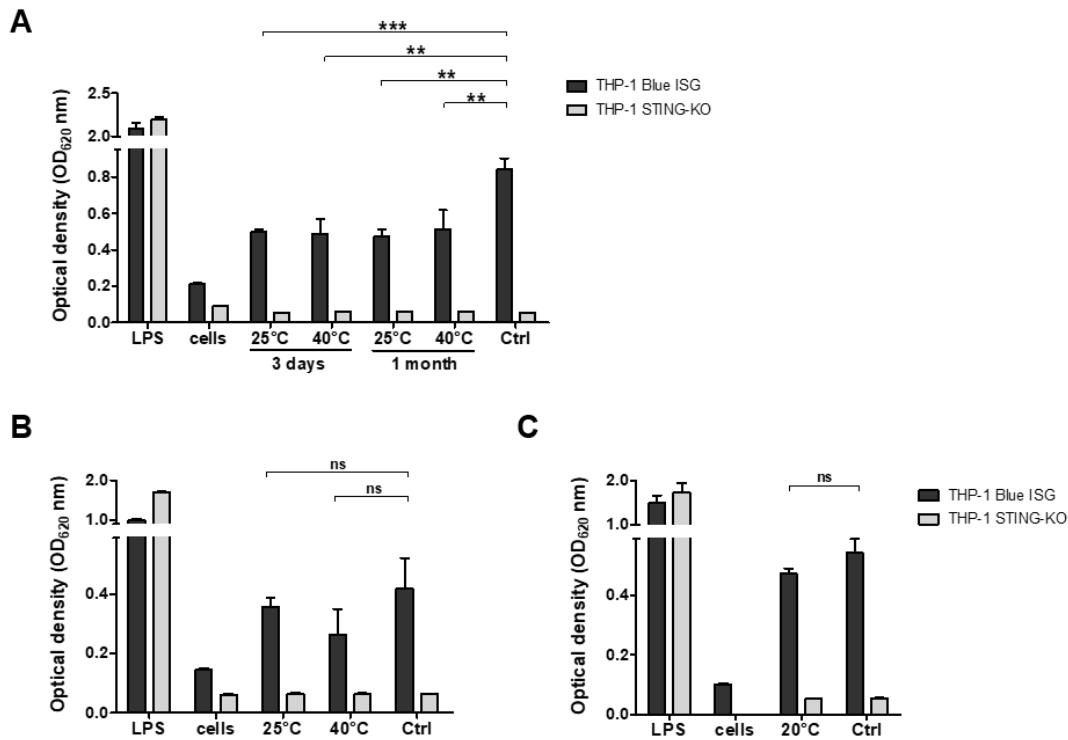 A
***
**
**
**
THP-1 Blue ISG
THP-1 STING-KO
Optical density (OD620 nm)
2.5
2.0
0.8
0.6
0.4
0.2
0.0
LPS cells 25°C 40°C 25°C 40°C Ctrl
3 days 1 month
B
ns
ns
Optical density (OD620 nm)
2.0
1.0
0.4
0.2
0.0
LPS cells 25°C 40°C Ctrl
C
ns
THP-1 Blue ISG
THP-1 STING-KO
Optical density (OD620 nm)
2.0
1.0
0.4
0.2
0.0
LPS cells 20°C Ctrl